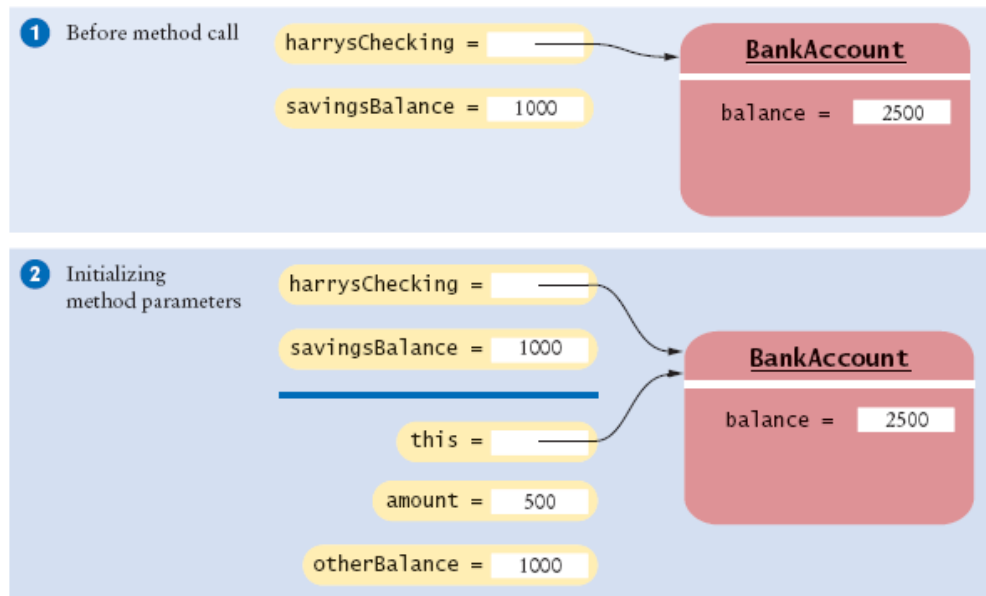 1 Before method call
harrysChecking =
BankAccount
savingsBalance = 1000
balance = 2500
2 Initializing
method parameters
harrysChecking =
savingsBalance = 1000
BankAccount
this =
balance = 2500
amount = 500
otherBalance = 1000